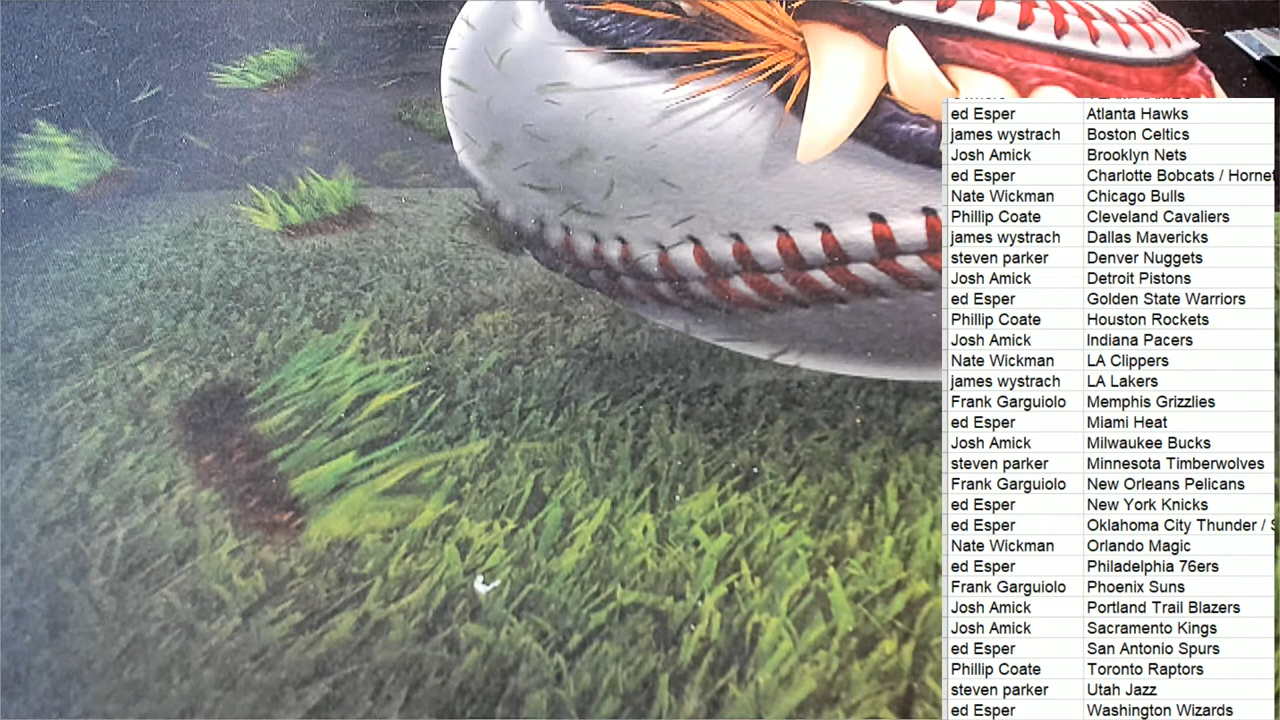 ed Esper Atlanta Hawks
james wystrach Boston Celtics
Josh Amick Brooklyn Nets
ed Esper Charlotte Bobcats / Hornet
Nate Wickman Chicago Bulls
Phillip Coate Cleveland Cavaliers
james wystrach Dallas Mavericks
steven parker Denver Nuggets
Josh Amick Detroit Pistons
ed Esper Golden State Warriors
Phillip Coate Houston Rockets
Josh Amick Indiana Pacers
Nate Wickman LA Clippers
james wystrach LA Lakers
Frank Garguiolo Memphis Grizzlies
ed Esper Miami Heat
Josh Amick Milwaukee Bucks
steven parker Minnesota Timberwolves
Frank Garguiolo New Orleans Pelicans
ed Esper New York Knicks
ed Esper Oklahoma City Thunder /
Nate Wickman Orlando Magic
ed Esper Philadelphia 76ers
Frank Garguiolo Phoenix Suns
Josh Amick Portland Trail Blazers
Josh Amick Sacramento Kings
ed Esper San Antonio Spurs
Phillip Coate Toronto Raptors
steven parker Utah Jazz
ed Esper Washington Wizards